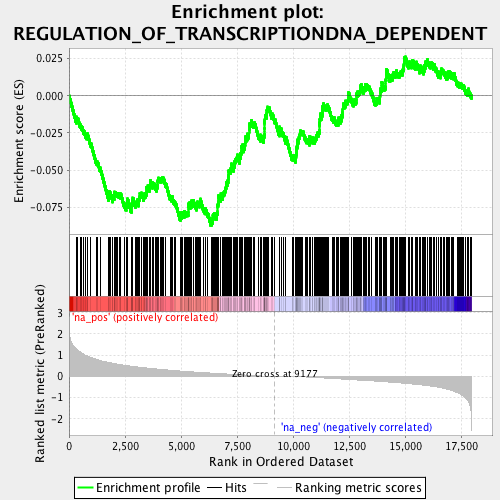 Enrichment plot:
REGULATION_OF_TRANSCRIPTIONDNA_DEPENDENT
Enrichment score (ES)
0.025
0.000
-0.025
-0.050
-0.075
'na_pos' (positively correlated)
Ranked list metric (PreRanked)
3
2
1
0
-1
-2
Zero cross at 9177
'na_neg' (negatively correlated)
0
2,500
5,000
7,500
10,000
12,500
15,000
17,500
Rank in Ordered Dataset
Enrichment profile
Hits
Ranking metric scores